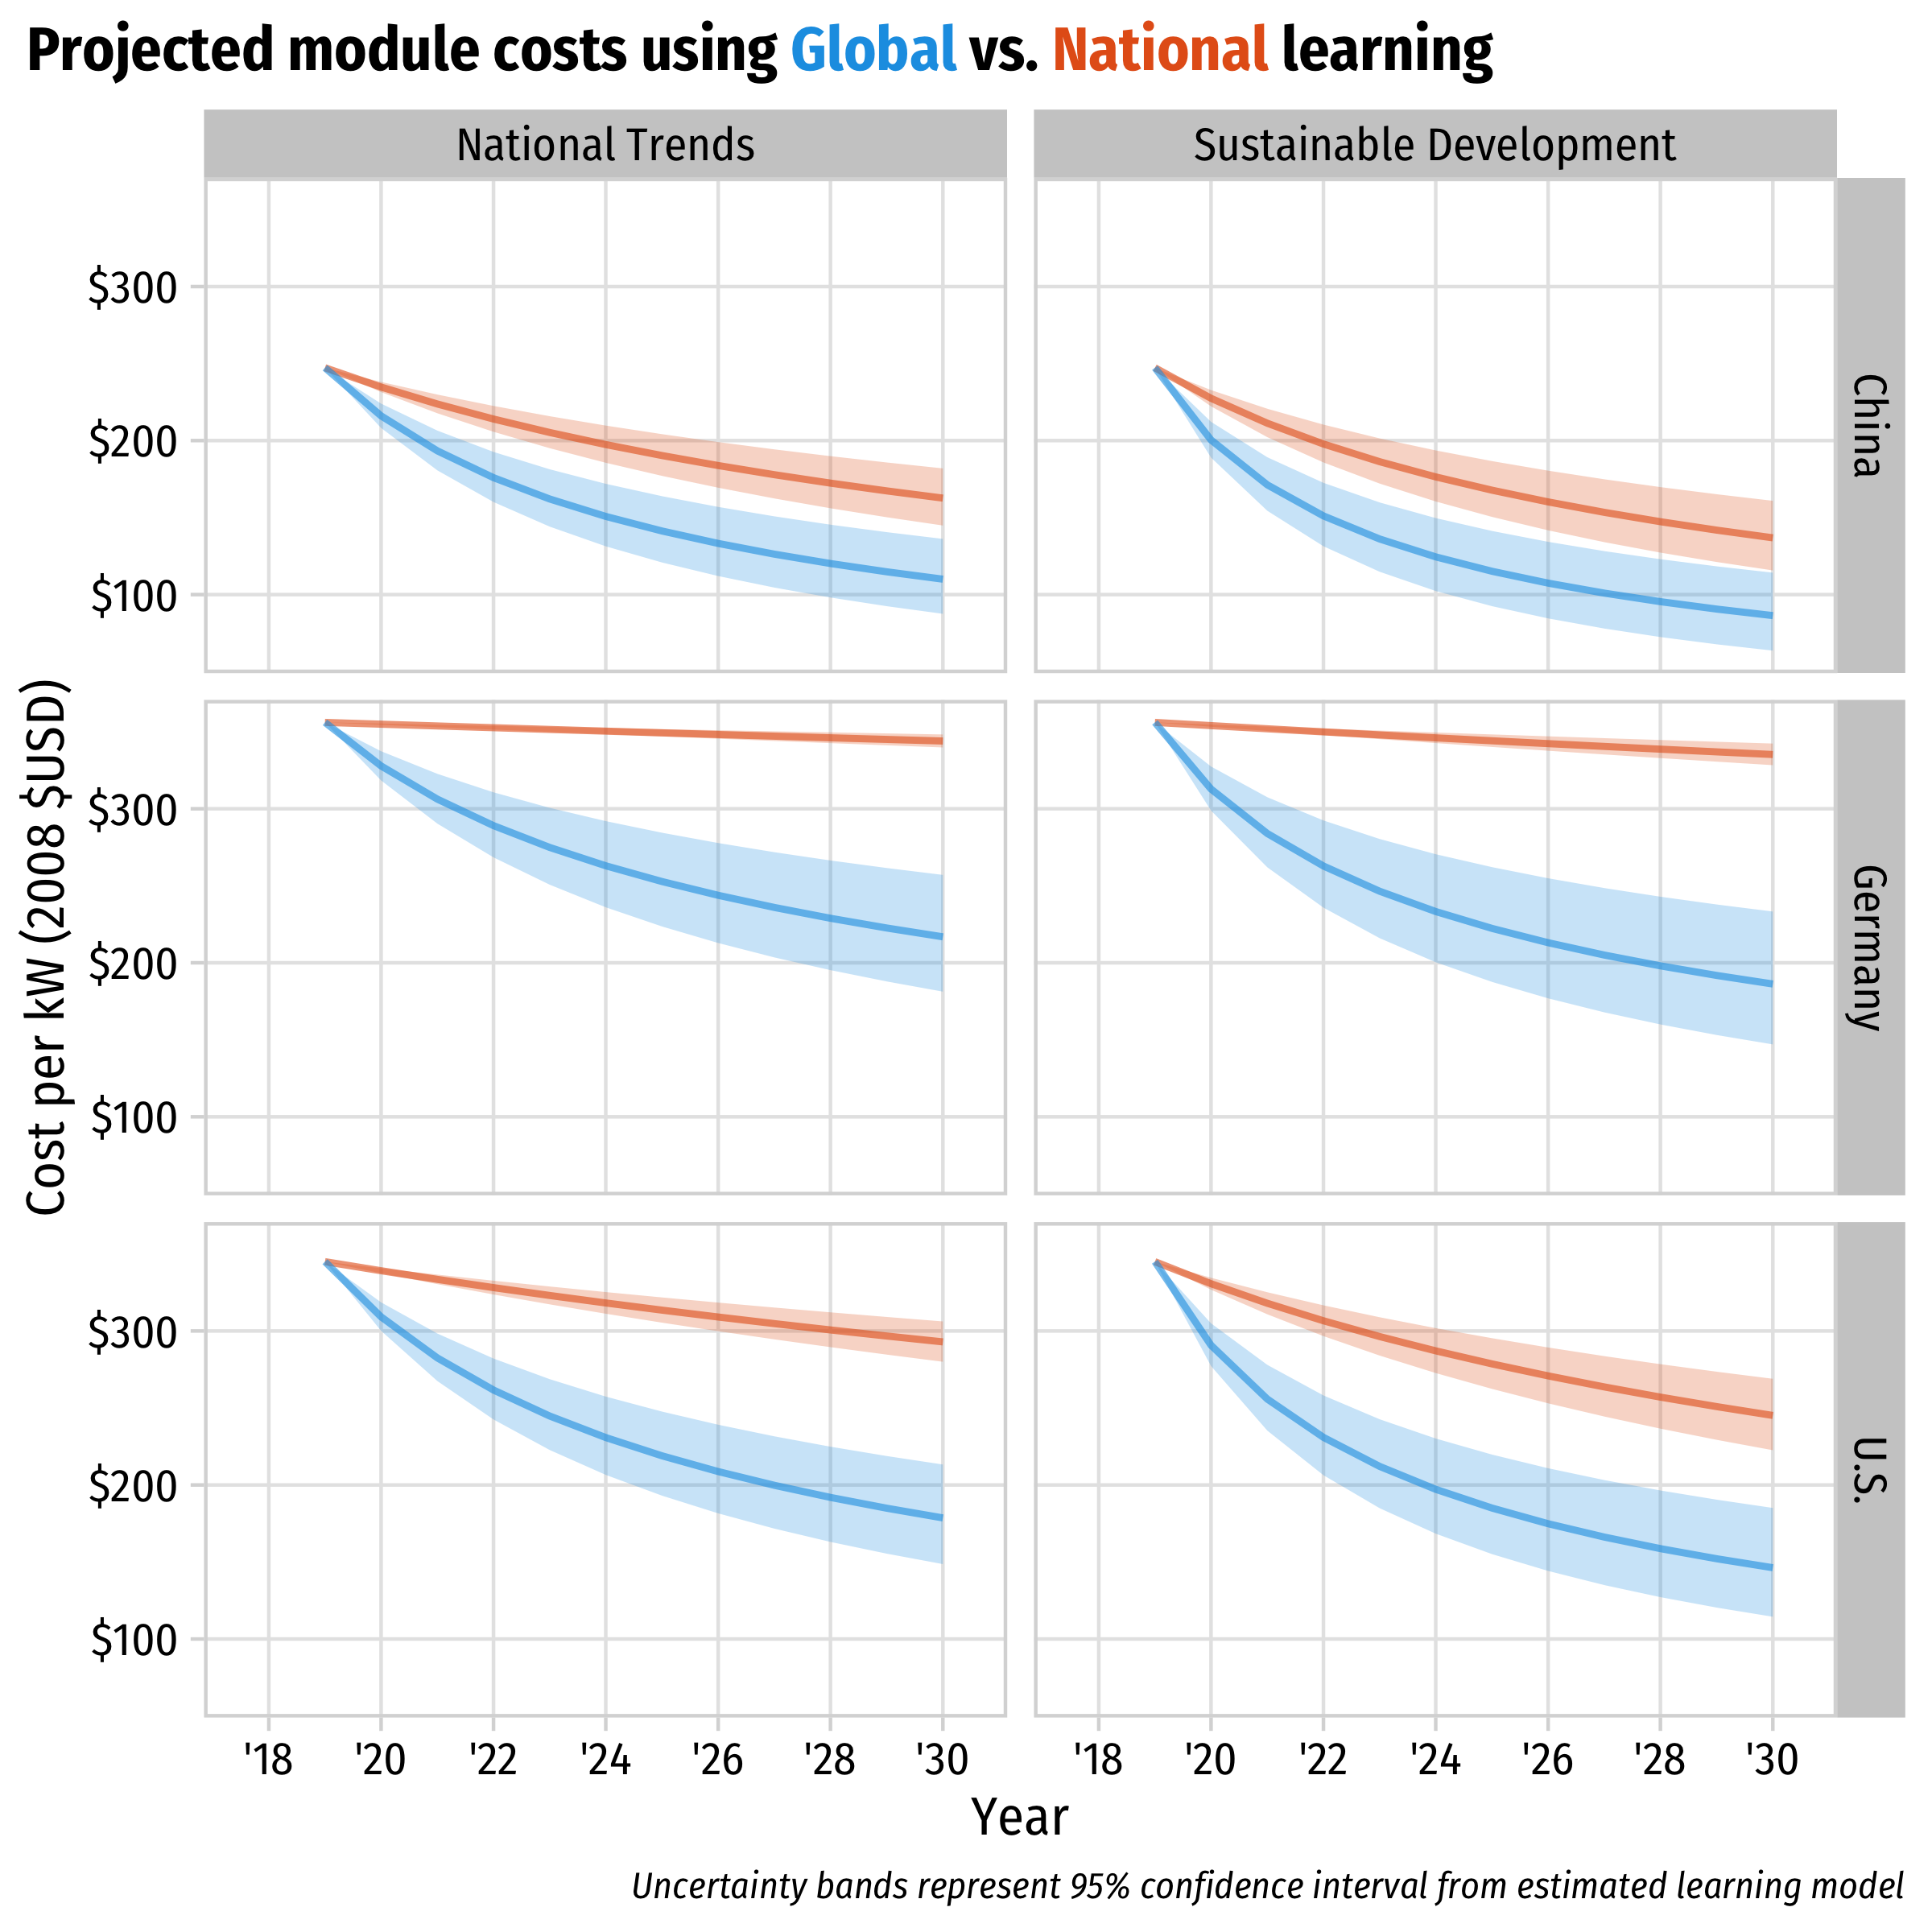 Projected module costs using Global vs. National learning
National Trends
Sustainable Development
$300
$200
$100
China
Cost per kW (2008 $USD)
$300
$200
$100
Germany
$300
$200
$100
U.S.
'18 '20 '22 '24 '26 '28 '30
'18 '20 '22 '24 '26 '28 '30
Year
Uncertainty bands represent 95% confidence interval from estimated learning model